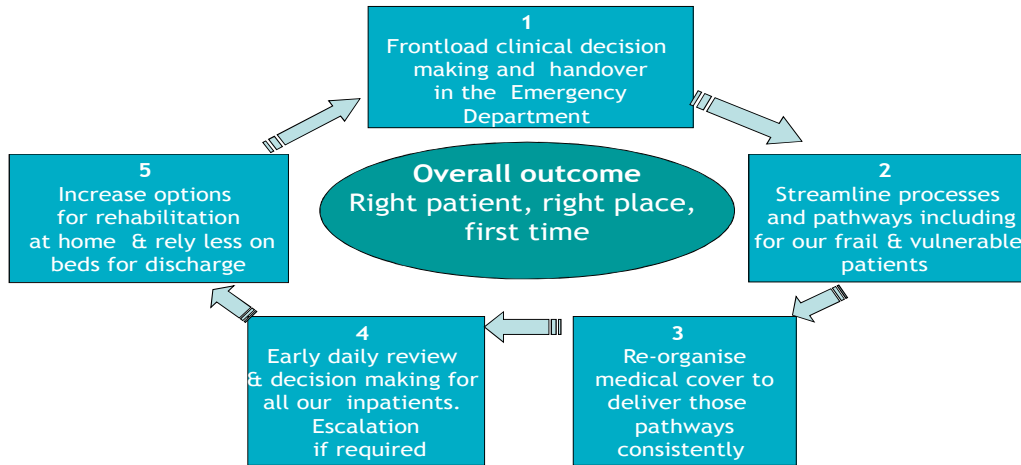 1
Frontload clinical decision
making and handover
in the Emergency
Department
Overall outcome
Right patient, right place,
first time
2
Streamline processes
and pathways including
for our frail & vulnerable
patients
3
Re-organise
medical cover to
deliver those
pathways
consistently
4
Early daily review
& decision making for
all our inpatients.
Escalation
if required
5
Increase options
for rehabilitation
at home & rely less on
beds for discharge